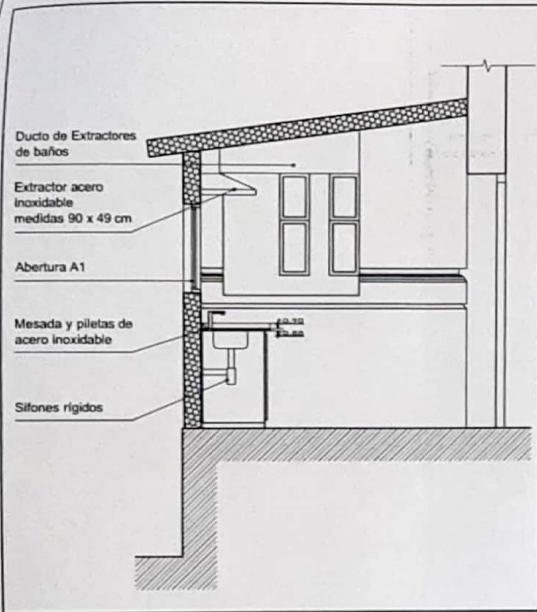 Ducto de Extractores
de baños
Extractor acero
inoxidable
medidas 90 x 49 cm
Abertura A1
Mesada y piletas de
acero inoxidable
Sifones rígidos